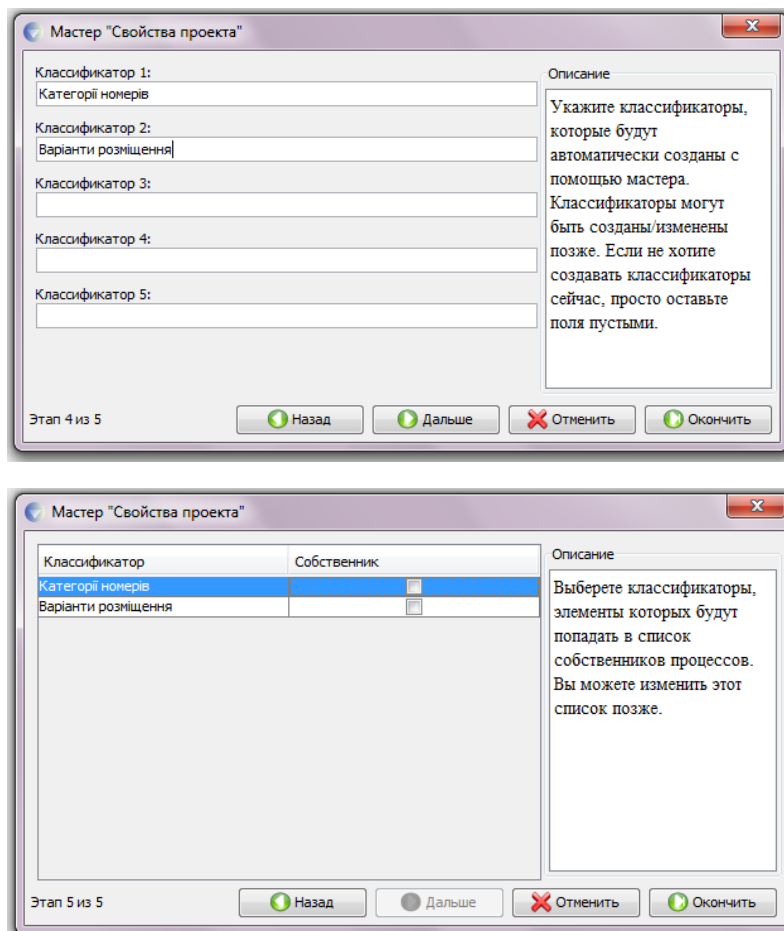 Мастер "Свойства проекта"
Классификатор 1:
Категорії номерів
Классификатор 2:
Варіанти розміщення
Классификатор 3:
Классификатор 4:
Классификатор 5:
Описание
Укажите классификаторы,
которые будут
автоматически созданы с
помощью мастера.
Классификаторы могут
быть созданы/изменены
позже. Если не хотите
создавать классификаторы
сейчас, просто оставьте
поля пустыми.
Этап 4 из 5
Назад
Дальше
Отменить
Окончить
Мастер "Свойства проекта"
Классификатор Собственник
Категорії номерів
Варіанти розміщення
Описание
Выберете классификаторы,
элементы которых будут
попадать в список
собственников процессов.
Вы можете изменить этот
список позже.
Этап 5 из 5
Назад
Дальше
Отменить
Окончить